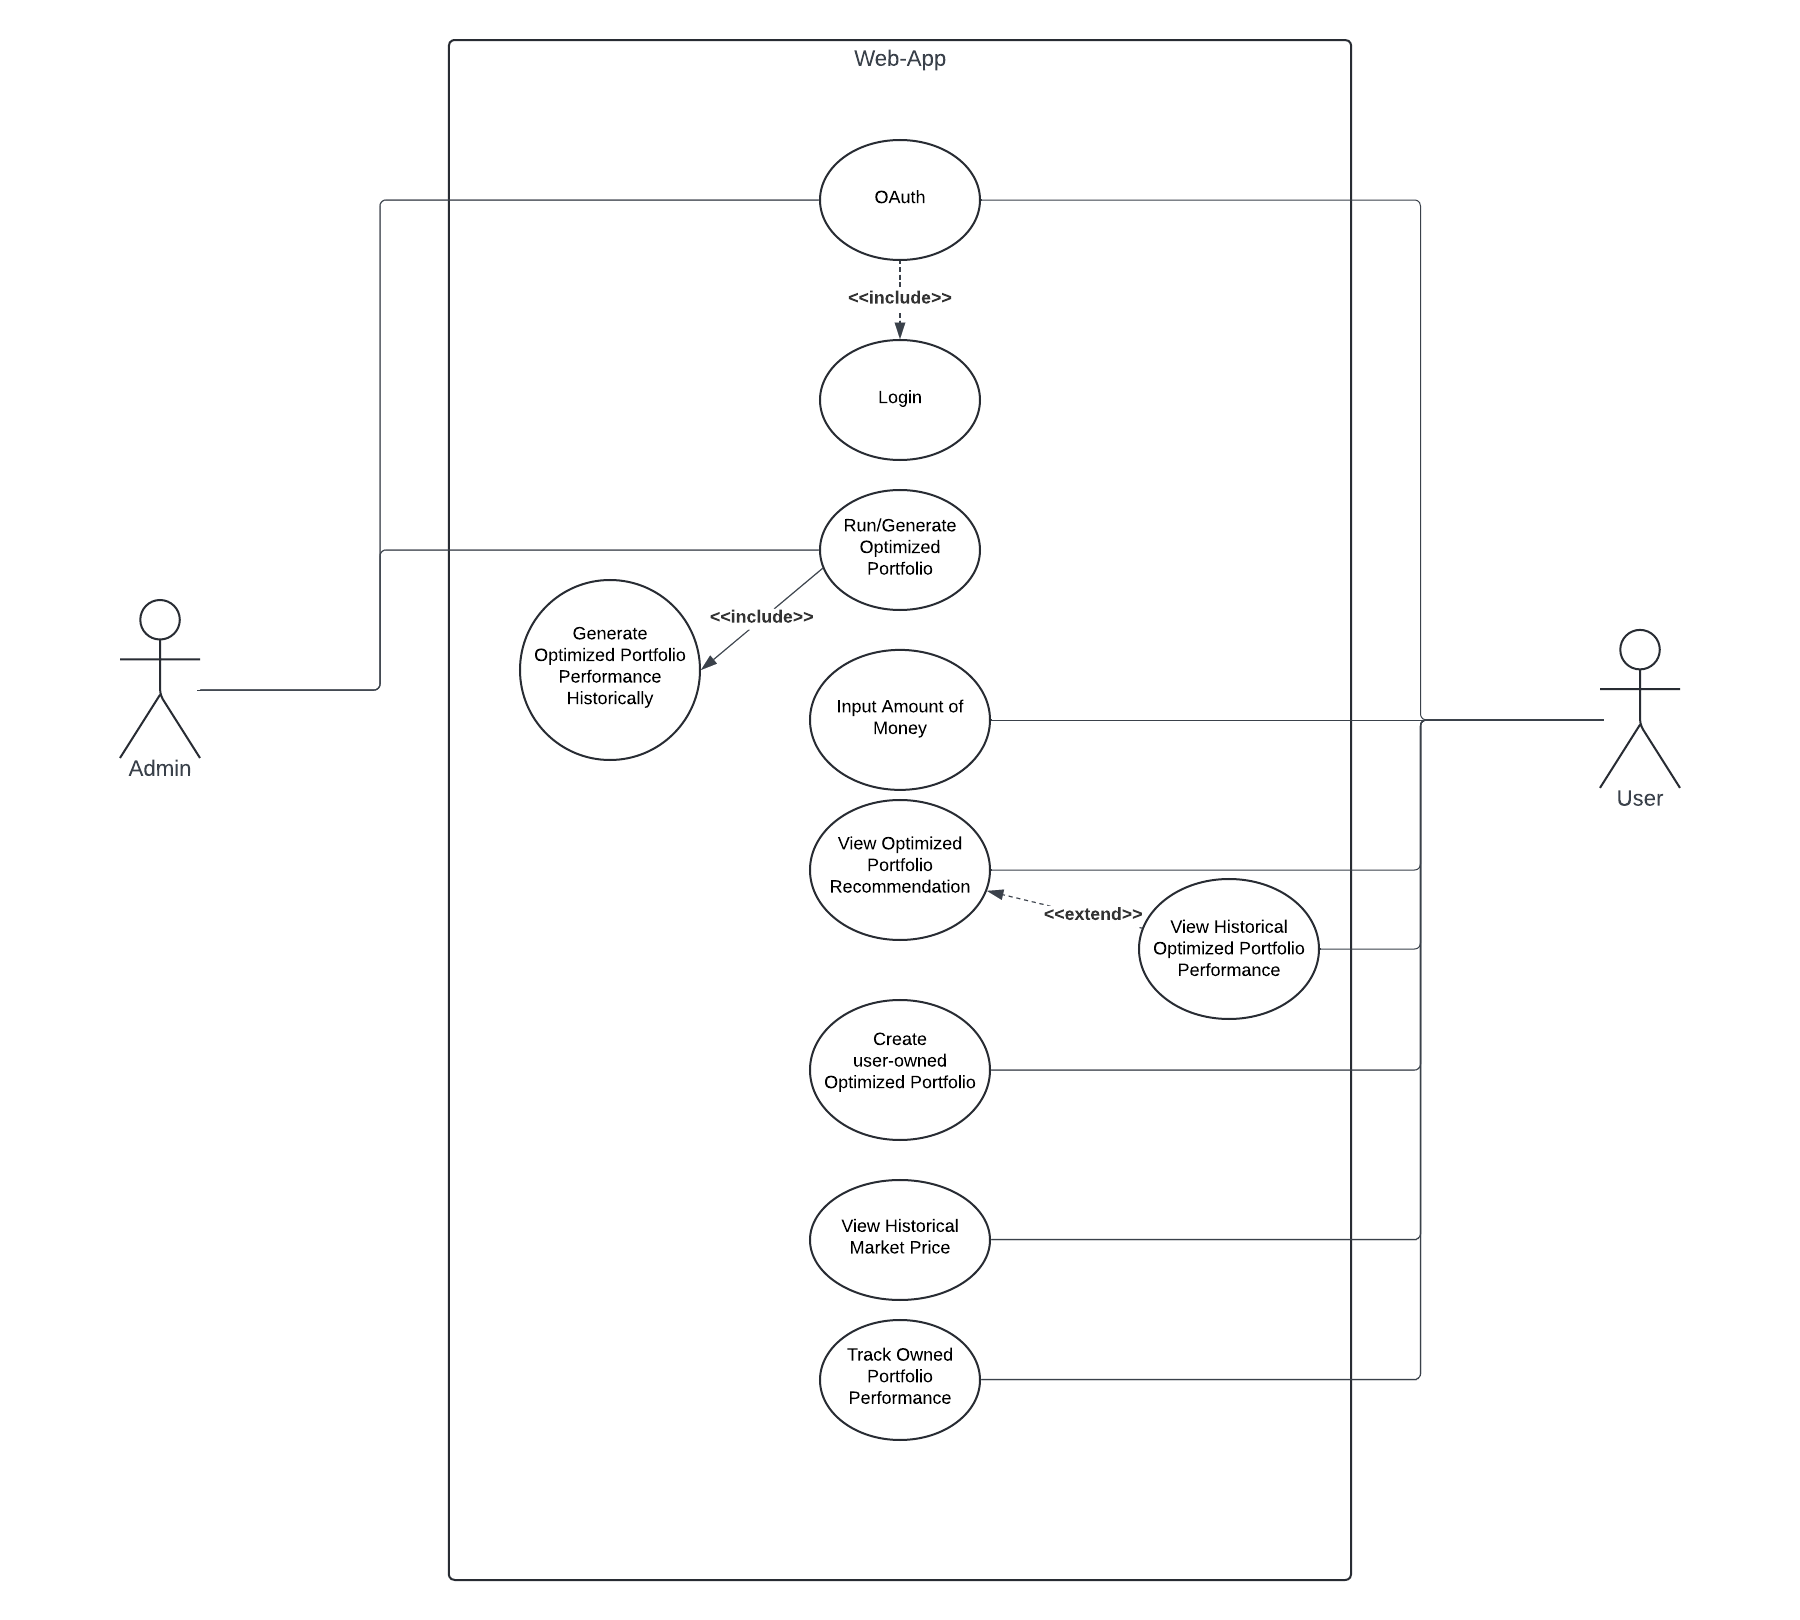 Web-App
OAuth
<<include>>
Login
Run/Generate
Optimized
Portfolio
<<include>>
Generate
Optimized Portfolio
Performance
Historically
Input Amount of
Money
Admin
User
View Optimized
Portfolio
Recommendation
<<extend>>
View Historical
Optimized Portfolio
Performance
Create
user-owned
Optimized Portfolio
View Historical
Market Price
Track Owned
Portfolio
Performance